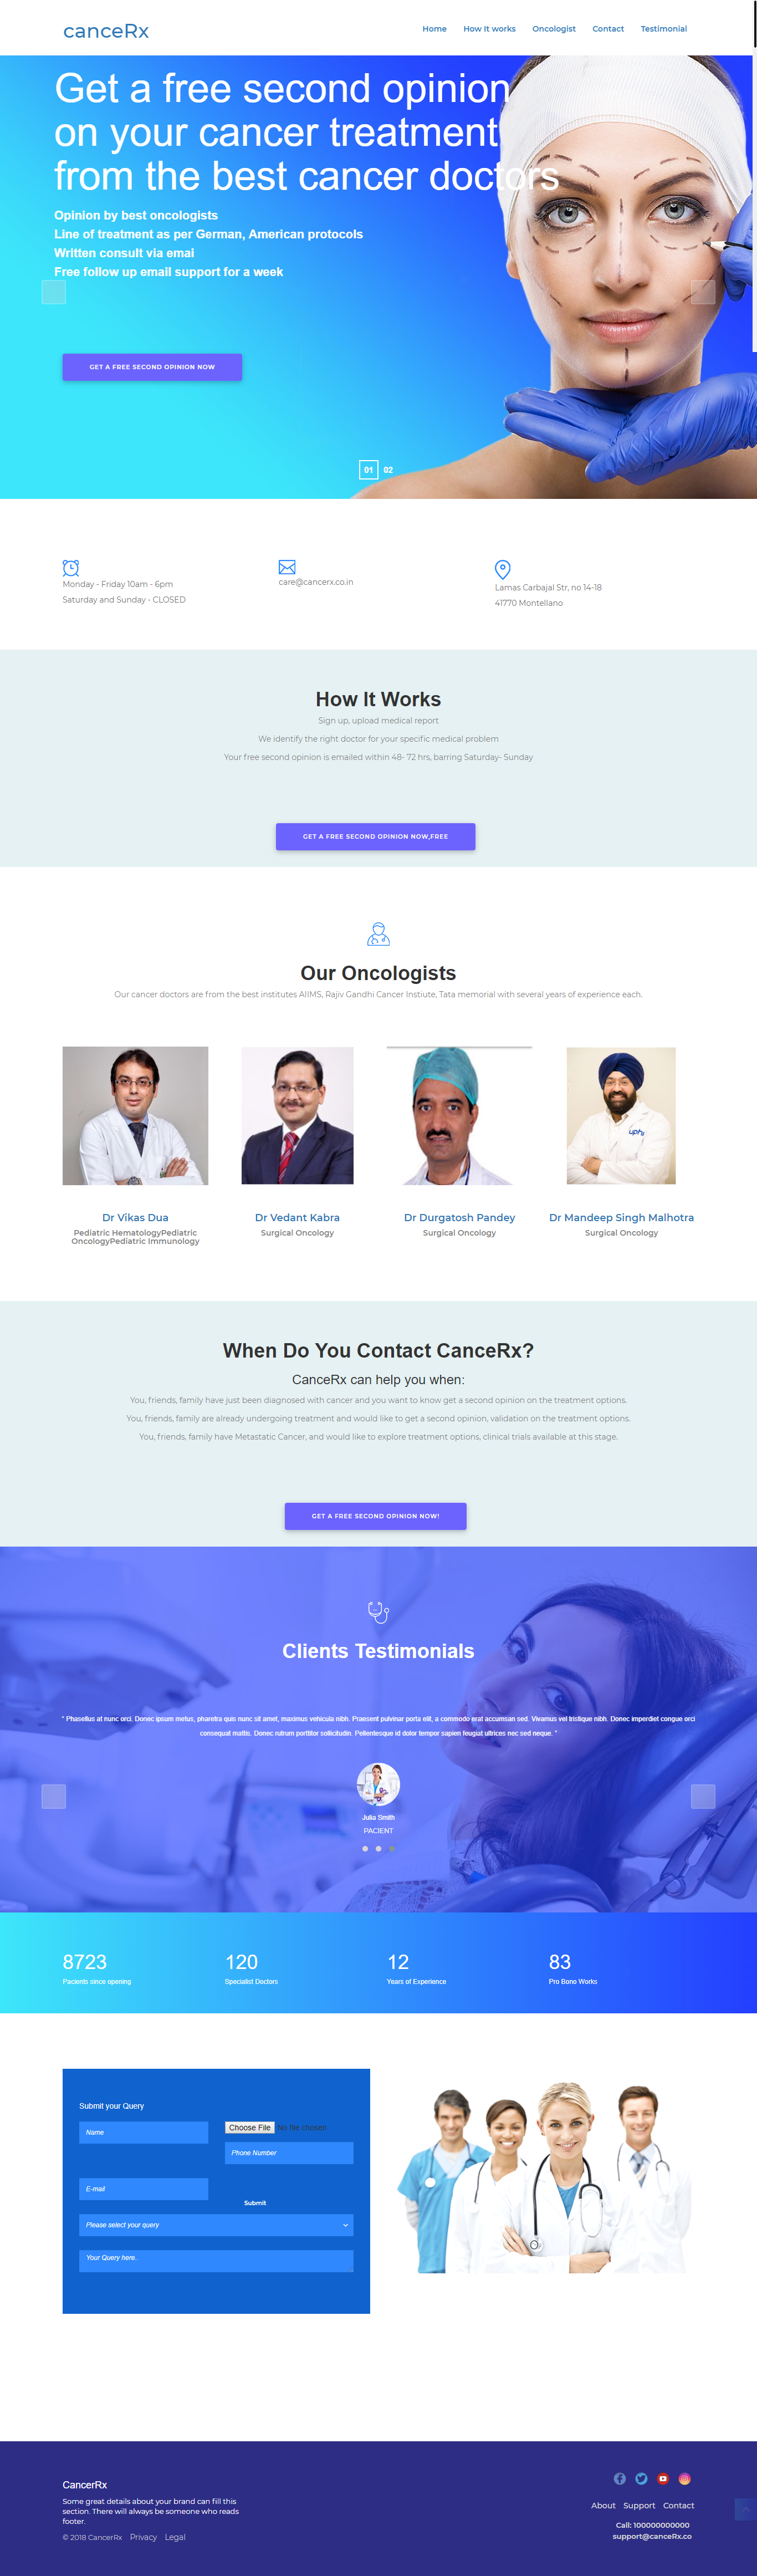 canceRx
Home How It works Oncologist Contact Testimonial
Get a free second opinion
on your cancer treatment
from the best cancer doctors
Opinion by best oncologists
Line of treatment as per German, American protocols
Written consult via emai
Free follow up email support for a week
GET A FREE SECOND OPINION NOW
01 02
Monday - Friday 10am - 6pm
Saturday and Sunday - CLOSED
care@cancerx.co.in
Lamas Carbajal Str, no 14-18
41770 Montellano
How It Works
Sign up, upload medical report
We identify the right doctor for your specific medical problem
Your free second opinion is emailed within 48- 72 hrs, barring Saturday- Sunday
GET A FREE SECOND OPINION NOW,FREE
Our Oncologists
Our cancer doctors are from the best institutes AIIMS, Rajiv Gandhi Cancer Instiute, Tata memorial with several years of experience each.
uphi
Dr Vikas Dua
Pediatric HematologyPediatric
OncologyPediatric Immunology
Dr Vedant Kabra
Surgical Oncology
Dr Durgatosh Pandey
Surgical Oncology
Dr Mandeep Singh Malhotra
Surgical Oncology
When Do You Contact CanceRx?
CanceRx can help you when:
You, friends, family have just been diagnosed with cancer and you want to know get a second opinion on the treatment options.
You, friends, family are already undergoing treatment and would like to get a second opinion, validation on the treatment options.
You, friends, family have Metastatic Cancer, and would like to explore treatment options, clinical trials available at this stage.
GET A FREE SECOND OPINION NOW!
Clients Testimonials
" Phasellus at nunc orci. Donec ipsum metus, pharetra quis nunc sit amet, maximus vehicula nibh. Praesent pulvinar porta elit, a commodo erat accumsan sed. Vivamus vel tristique nibh. Donec imperdiet congue orci
consequat mattis. Donec rutrum porttitor sollicitudin. Pellentesque id dolor tempor sapien feugiat ultrices nec sed neque. "
Julia Smith
PACIENT
8723
Pacients since opening
120
Specialist Doctors
12
Years of Experience
83
Pro Bono Works
Submit your Query
Name
Choose File No file chosen
Phone Number
E-mail
Submit
Please select your query
Your Query here..
CancerRx
Some great details about your brand can fill this
section. There will always be someone who reads
footer.
© 2018 CancerRx Privacy Legal
About Support Contact
Call: 100000000000
support@canceRx.co